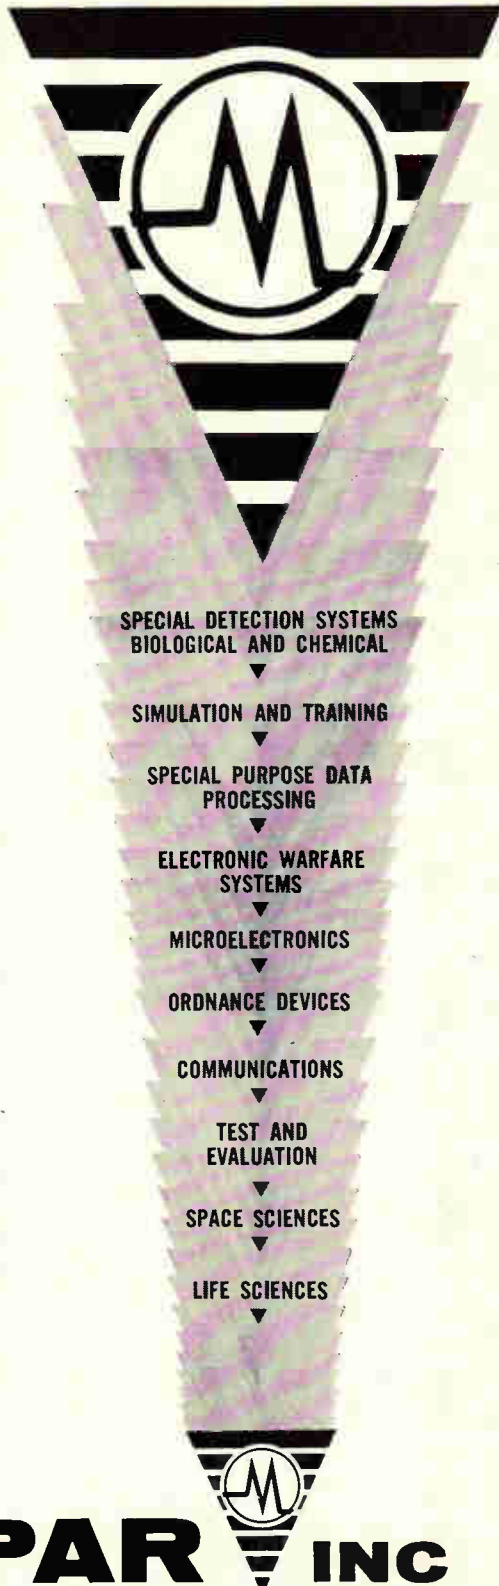 SPECIAL DETECTION SYSTEMS
BIOLOGICAL AND CHEMICAL
SIMULATION AND TRAINING
SPECIAL PURPOSE DATA
PROCESSING
ELECTRONIC WARFARE
SYSTEMS
MICROELECTRONICS
ORDNANCE DEVICES
COMMUNICATIONS
TEST AND
EVALUATION
SPACE SCIENCES
LIFE SCIENCES
PAR INC